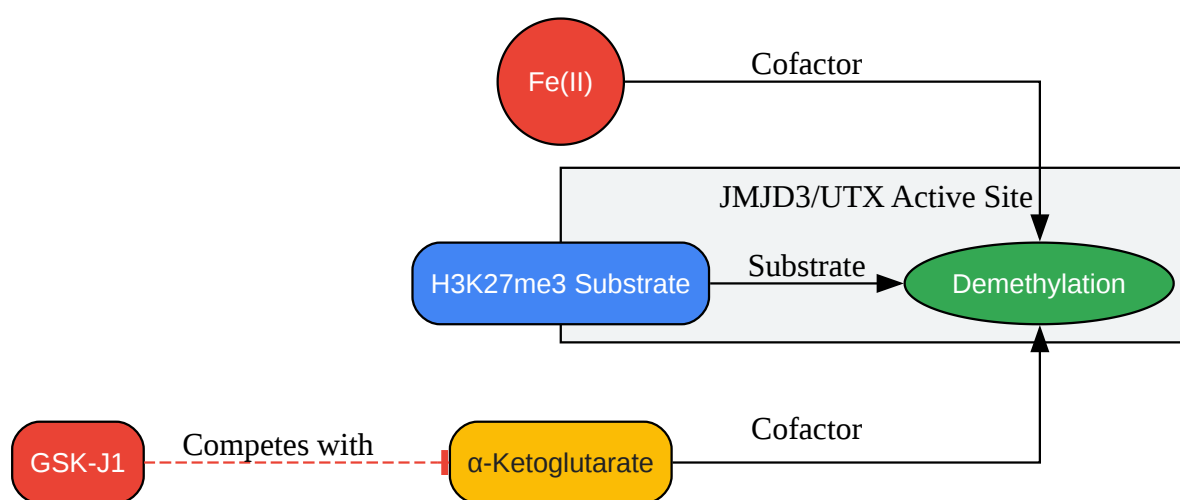 Fe(II)
Cofactor
JMJD3/UTX Active Site
H3K27me3 Substrate
Substrate
Demethylation
GSK-J1
Competes with
α-Ketoglutarate
Cofactor